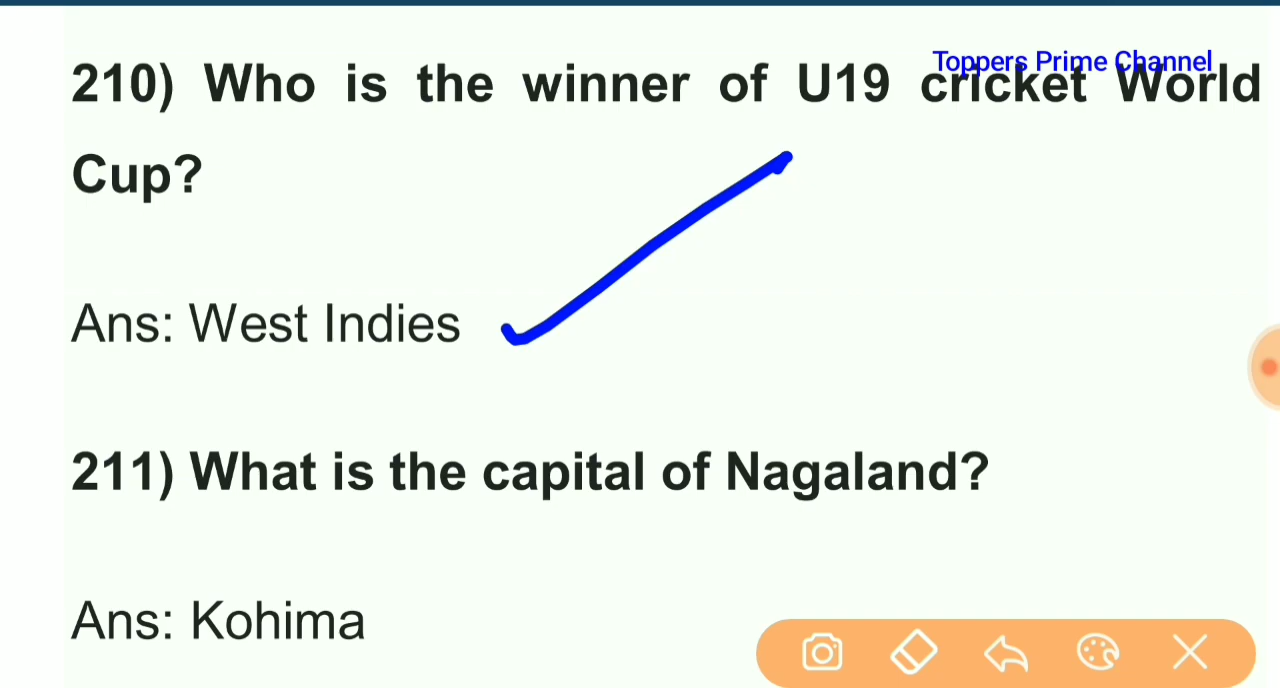 Toppers Prime Channel
210) Who is the winner of U19 cricket World
Cup?
Ans: West Indies
211) What is the capital of Nagaland?
Ans: Kohima